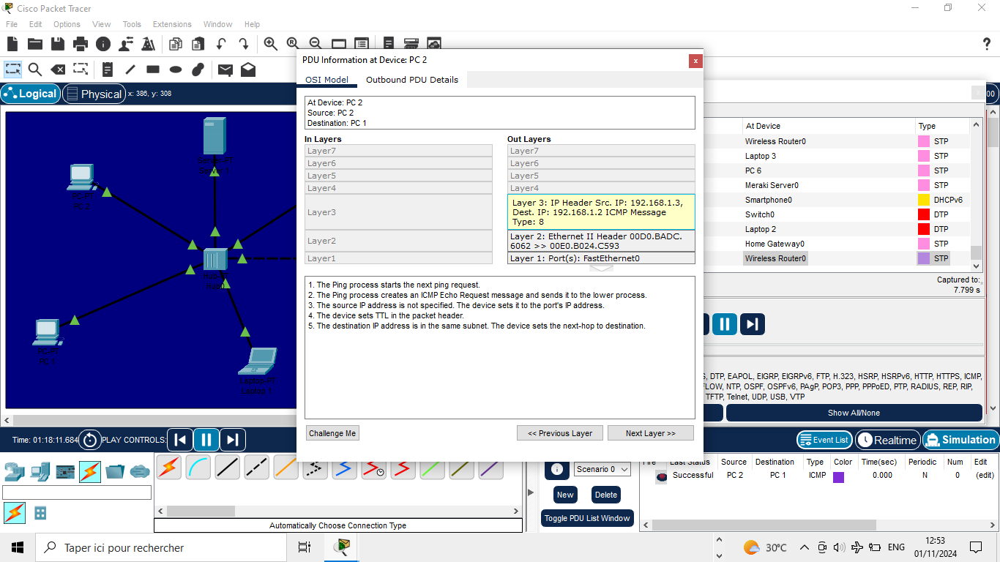 Cisco Packet Tracer
File Edit Options View Tools Extensions Window Help
PDU Information at Device: PC 2
x
OSI Model Outbound PDU Details
Logical Physical x: 386, y: 308
At Device: PC 2
Source: PC 2
Destination: PC 1
In Layers Out Layers
Layer7 Layer7
Layer6 Layer6
Layer5 Layer5
Layer4 Layer4
Layer3
Layer 3: IP Header Src. IP: 192.168.1.3,
Dest. IP: 192.168.1.2 ICMP Message
Type: 8
Layer2
Layer 2: Ethernet II Header 00D0.BADC.
6062 >> 00E0.B024.C593
Layer1 Layer 1: Port(s): FastEthernet0
1. The Ping process starts the next ping request.
2. The Ping process creates an ICMP Echo Request message and sends it to the lower process.
3. The source IP address is not specified. The device sets it to the port's IP address.
4. The device sets TTL in the packet header.
5. The destination IP address is in the same subnet. The device sets the next-hop to destination.
Challenge Me << Previous Layer Next Layer >>
PC-PT
PC 2
PC-PT
PC 1
Laptop-PT
At Device Type
Wireless Router0 STP
Laptop 3 STP
PC 6 STP
Meraki Server0 STP
Smartphone0 DHCPv6
Switch0 DTP
Laptop 2 DTP
Home Gateway0 STP
Wireless Router0 STP
Captured to:
7.799 s
DTP, EAPOL, EIGRP, EIGRPv6, FTP, H.323, HSRP, HSRPv6, HTTP, HTTPS, ICMP,
NTP, OSPF, OSPFv6, PAgP, POP3, PPP, PPPoED, PTP, RADIUS, REP, RIP,
TFTP, Telnet, UDP, USB, VTP
Show All/None
Time: 01:18:11.684 PLAY CONTROLS:
Event List Realtime Simulation
Scenario 0
New Delete
Toggle PDU List Window
Fire Last Status Source Destination Type Color Time(sec) Periodic Num Edit
Successful PC 2 PC 1 ICMP 0.000 N 0 (edit)
Automatically Choose Connection Type
Taper ici pour rechercher
30°C ENG
12:53
01/11/2024